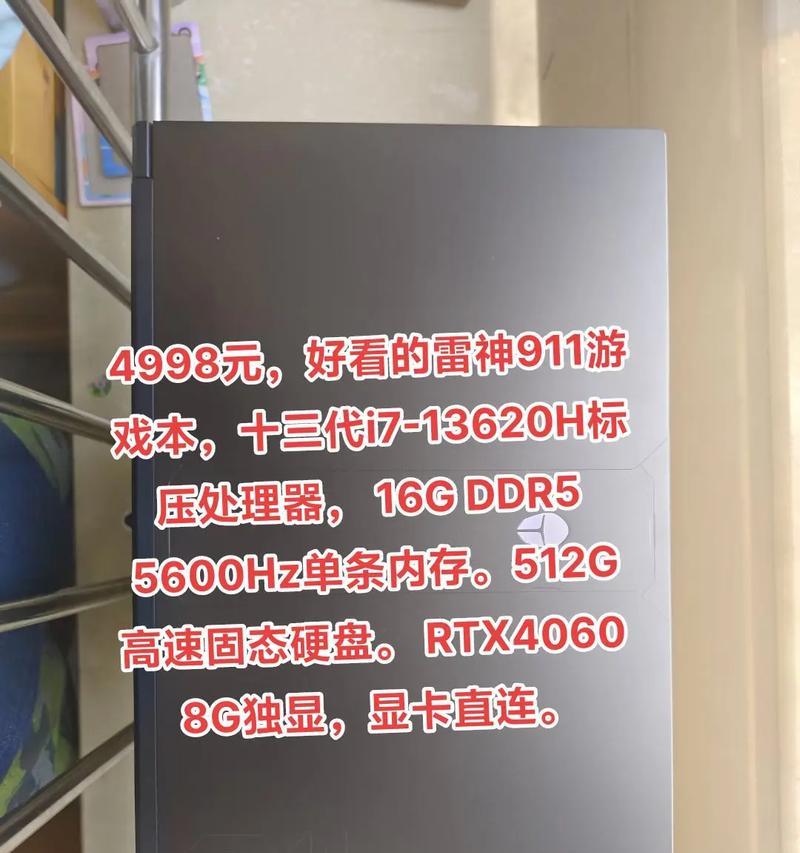 4998元，好看的雷神911游
戏本，十三代i7-13620H标
压处理器， 16G DDR5
5600Hz单条内存。512G
高速固态硬盘。 RTX4060
8G独显，显卡直连。